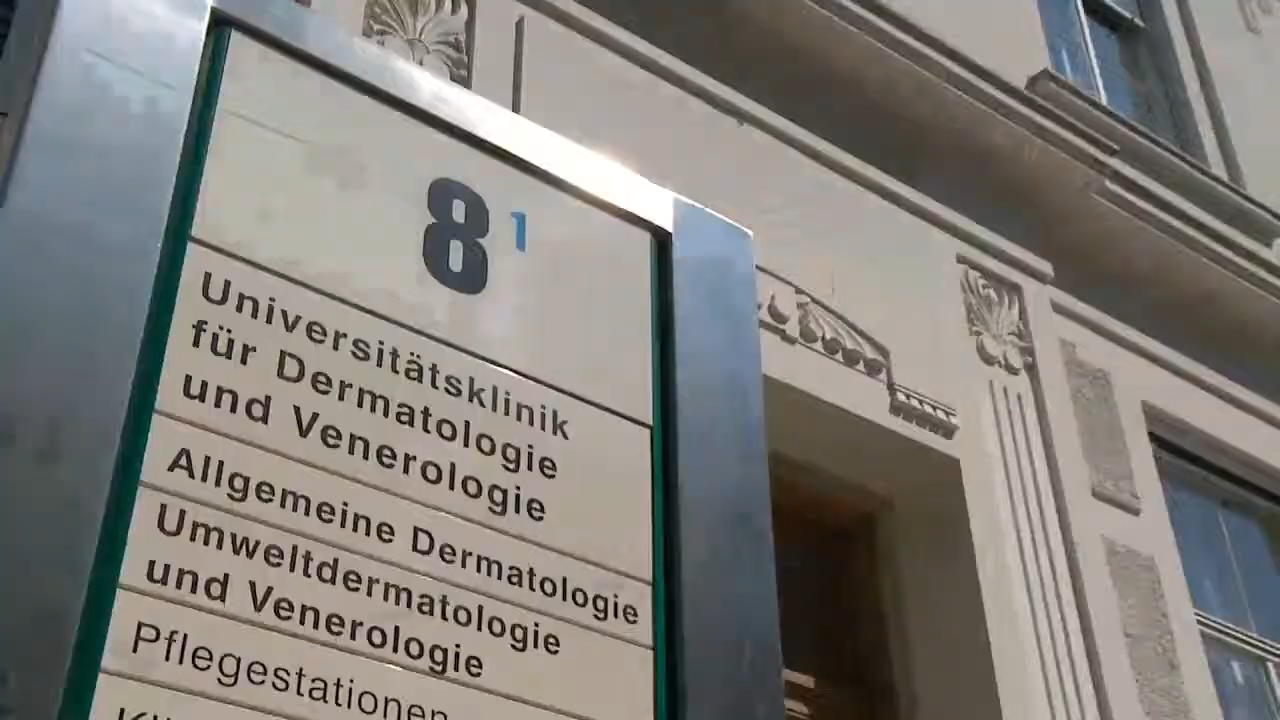 8 1
Universitätsklinik
für Dermatologie
und Venerologie
Allgemeine Dermatologie
Umweltdermatologie
und Venerologie
Pflegestationen